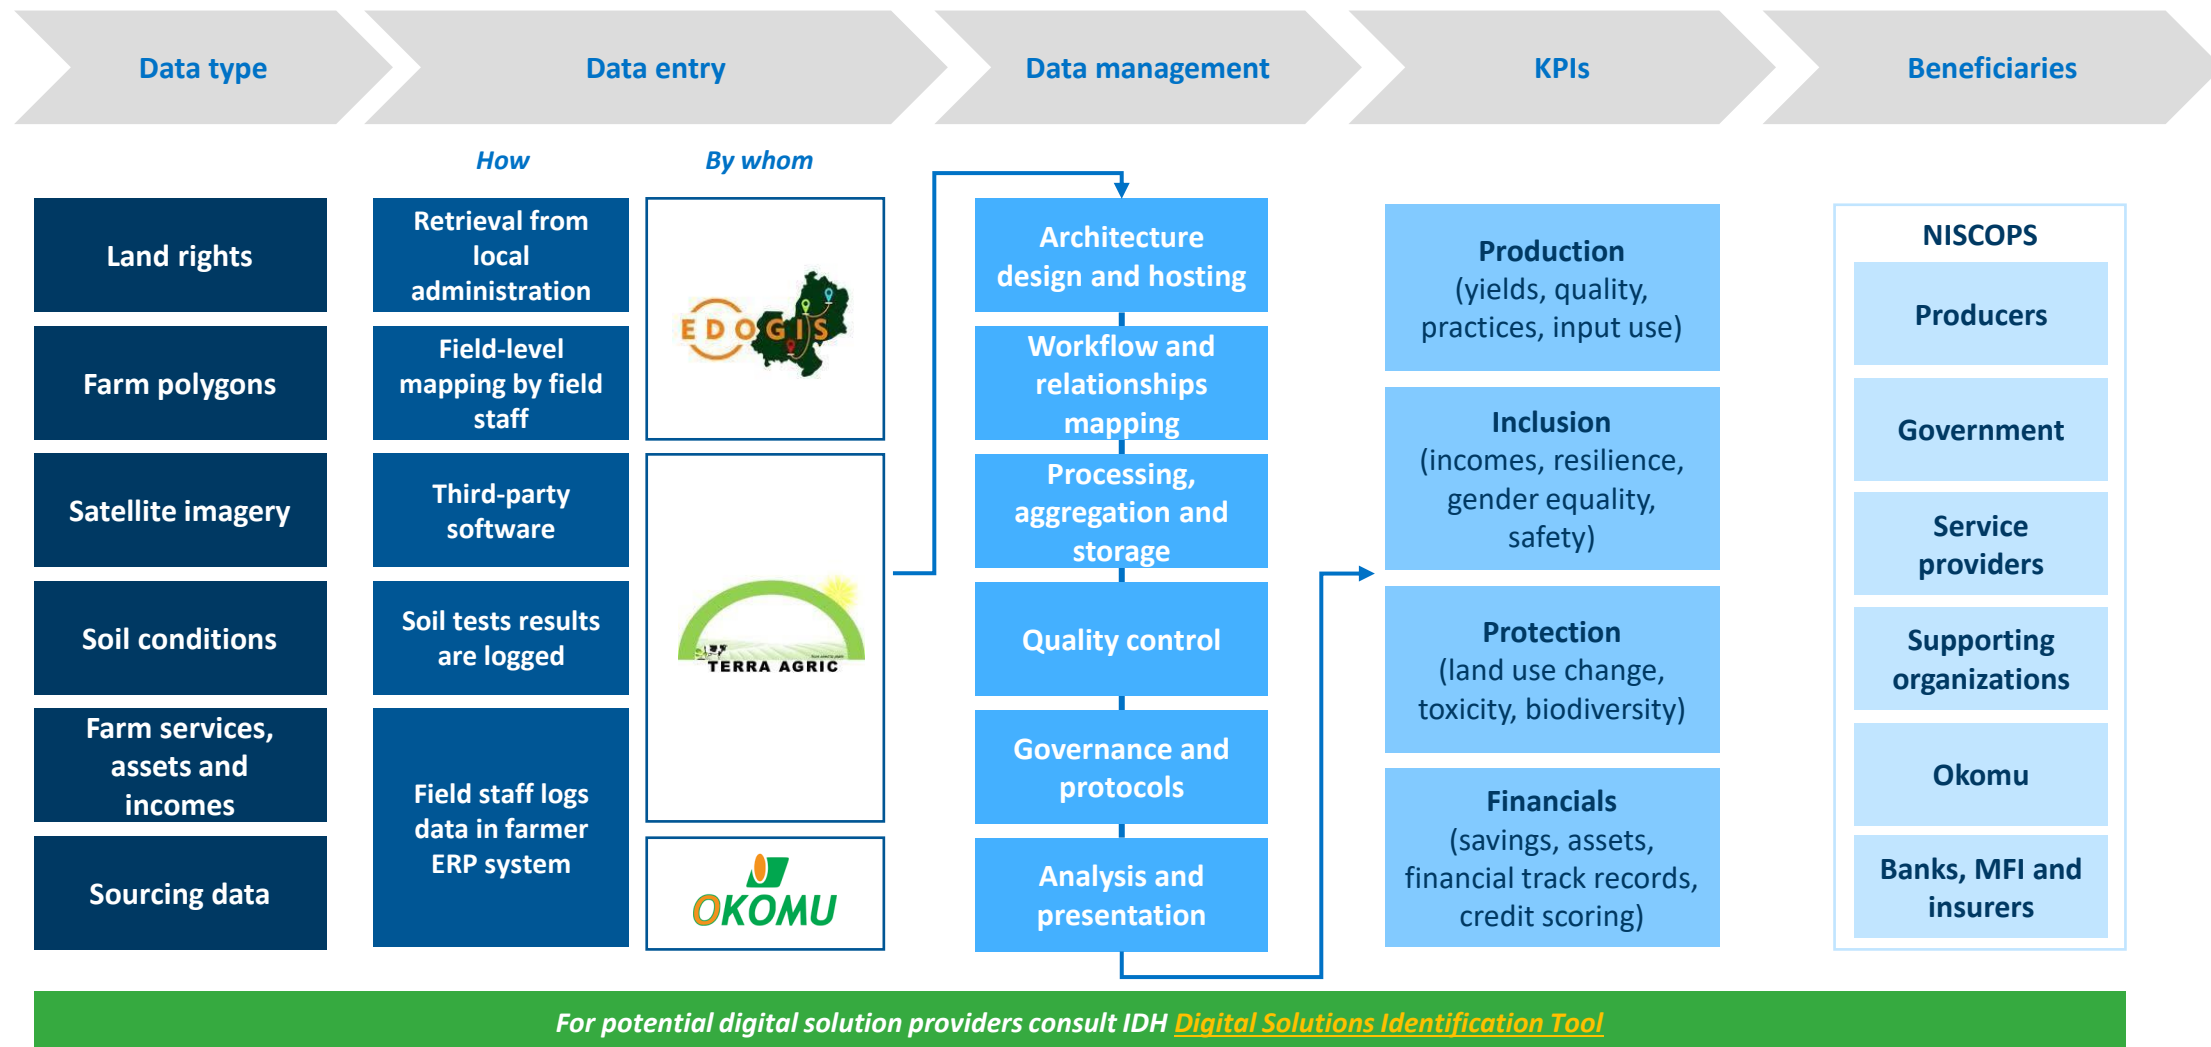 Data type
Data entry
Data management
KPIs
Beneficiaries
How
By whom
Land rights
Farm polygons
Satellite imagery
Soil conditions
Farm services,
assets and
incomes
Sourcing data
Retrieval from
local
administration
Field-level
mapping by field
staff
Third-party
software
Soil tests results
are logged
Field staff logs
data in farmer
ERP system
EDOGIS
TERRA AGRIC
OKOMU
Architecture
design and hosting
Workflow and
relationships
mapping
Processing,
aggregation and
storage
Quality control
Governance and
protocols
Analysis and
presentation
Production
(yields, quality,
practices, input use)
Inclusion
(incomes, resilience,
gender equality,
safety)
Protection
(land use change,
toxicity, biodiversity)
Financials
(savings, assets,
financial track records,
credit scoring)
NISCOPS
Producers
Government
Service
providers
Supporting
organizations
Okomu
Banks, MFI and
insurers
For potential digital solution providers consult IDH Digital Solutions Identification Tool